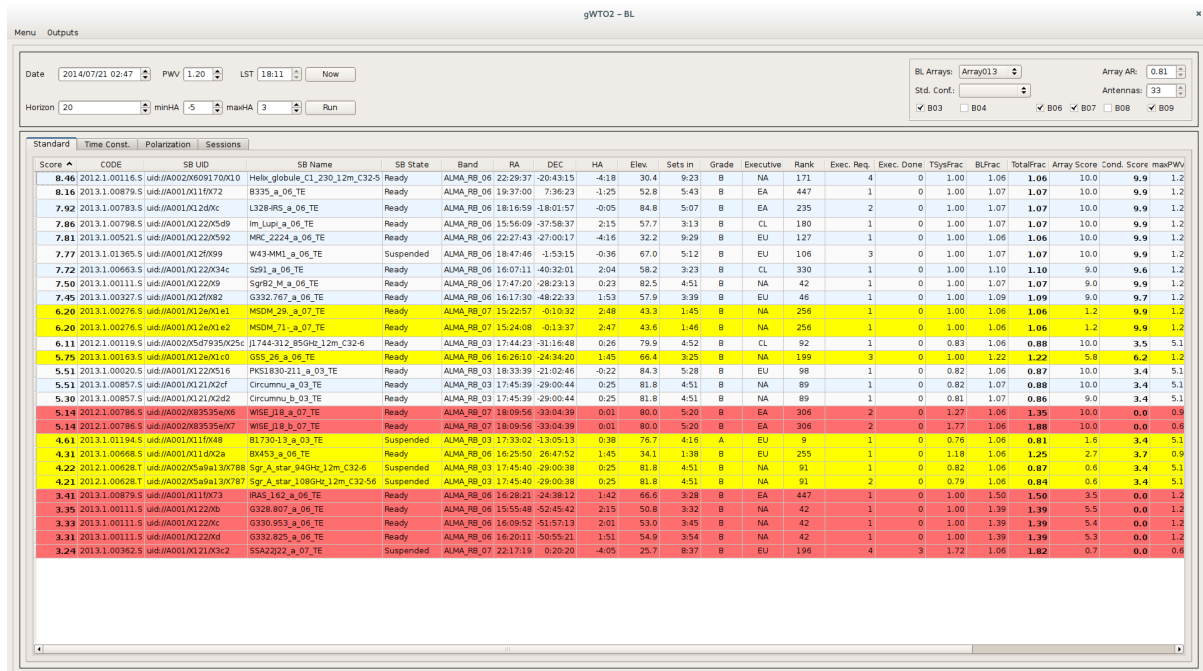 gWTO2 – BL
Menu Outputs
Date 2014/07/21 02:47 PWV 1.20 LST 18:11 Now
BL Arrays: Array013 Array AR: 0.81
Std. Conf.: Antennas: 33
Horizon 20 minHA -5 maxHA 3 Run
B03 B04 B06 B07 B08 B09
Standard Time Const. Polarization Sessions
Score CODE SB UID SB Name SB State Band RA DEC HA Elev. Sets in Grade Executive Rank Exec. Req. Exec. Done TSysFrac BLFrac TotalFrac Array Score Cond. Score maxPWV
8.46 2012.1.00116.S uid://A002/X609170/X10 Helix_globule_C1_230_12m_C32-5 Ready ALMA_RB_06 22:29:37 -20:43:15 -4:18 30.4 9:23 B NA 171 4 0 1.00 1.06 1.06 10.0 9.9 1.2
8.16 2013.1.00879.S uid://A001/X11f/X72 B335_a_06_TE Ready ALMA_RB_06 19:37:00 7:36:23 -1:25 52.8 5:43 B EA 447 1 0 1.00 1.07 1.07 10.0 9.9 1.2
7.92 2013.1.00783.S uid://A001/X12d/Xc L328-IRS_a_06_TE Ready ALMA_RB_06 18:16:59 -18:01:57 -0:05 84.8 5:07 B EA 235 2 0 1.00 1.07 1.07 10.0 9.9 1.2
7.86 2013.1.00798.S uid://A001/X122/X5d9 Im_Lupi_a_06_TE Ready ALMA_RB_06 15:56:09 -37:58:37 2:15 57.7 3:13 B CL 180 1 0 1.00 1.07 1.07 10.0 9.9 1.2
7.81 2013.1.00521.S uid://A001/X122/X592 MRC_2224_a_06_TE Ready ALMA_RB_06 22:27:43 -27:00:17 -4:16 32.2 9:29 B EU 127 1 0 1.00 1.06 1.06 10.0 9.9 1.2
7.77 2013.1.01365.S uid://A001/X12f/X99 W43-MM1_a_06_TE Suspended ALMA_RB_06 18:47:46 -1:53:15 -0:36 67.0 5:12 B EU 106 3 0 1.00 1.07 1.07 10.0 9.9 1.2
7.72 2013.1.00663.S uid://A001/X122/X34c Sz91_a_06_TE Ready ALMA_RB_06 16:07:11 -40:32:01 2:04 58.2 3:23 B CL 330 1 0 1.00 1.10 1.10 9.0 9.6 1.2
7.50 2013.1.00111.S uid://A001/X122/X9 SgrB2_M_a_06_TE Ready ALMA_RB_06 17:47:20 -28:23:13 0:23 82.5 4:51 B NA 42 1 0 1.00 1.07 1.07 9.0 9.9 1.2
7.45 2013.1.00327.S uid://A001/X12f/X82 G332.767_a_06_TE Ready ALMA_RB_06 16:17:30 -48:22:33 1:53 57.9 3:39 B EU 46 1 0 1.00 1.09 1.09 9.0 9.7 1.2
6.20 2013.1.00276.S uid://A001/X12e/X1e1 MSDM_29._a_07_TE Ready ALMA_RB_07 15:22:57 -0:10:32 2:48 43.3 1:45 B NA 256 1 0 1.00 1.06 1.06 1.2 9.9 1.2
6.20 2013.1.00276.S uid://A001/X12e/X1e2 MSDM_71-_a_07_TE Ready ALMA_RB_07 15:24:08 -0:13:37 2:47 43.6 1:46 B NA 256 1 0 1.00 1.06 1.06 1.2 9.9 1.2
6.11 2012.1.00119.S uid://A002/X5d7935/X25c J1744-312_85GHz_12m_C32-6 Ready ALMA_RB_03 17:44:23 -31:16:48 0:26 79.9 4:52 B CL 92 1 0 0.83 1.06 0.88 10.0 3.5 5.1
5.75 2013.1.00163.S uid://A001/X12e/X1c0 GSS_26_a_06_TE Ready ALMA_RB_06 16:26:10 -24:34:20 1:45 66.4 3:25 B NA 199 3 0 1.00 1.22 1.22 5.8 6.2 1.2
5.51 2013.1.00020.S uid://A001/X122/X516 PKS1830-211_a_03_TE Ready ALMA_RB_03 18:33:39 -21:02:46 -0:22 84.3 5:28 B EU 98 1 0 0.82 1.06 0.87 10.0 3.4 5.1
5.51 2013.1.00857.S uid://A001/X121/X2cf Circumnu_a_03_TE Ready ALMA_RB_03 17:45:39 -29:00:44 0:25 81.8 4:51 B NA 89 1 0 0.82 1.07 0.88 10.0 3.4 5.1
5.30 2013.1.00857.S uid://A001/X121/X2d2 Circumnu_b_03_TE Ready ALMA_RB_03 17:45:39 -29:00:44 0:25 81.8 4:51 B NA 89 1 0 0.81 1.07 0.86 9.0 3.4 5.1
5.14 2012.1.00786.S uid://A002/X83535e/X6 WISE_J18_a_07_TE Ready ALMA_RB_07 18:09:56 -33:04:39 0:01 80.0 5:20 B EA 306 2 0 1.27 1.06 1.35 10.0 0.0 0.9
5.14 2012.1.00786.S uid://A002/X83535e/X7 WISE_J18_b_07_TE Ready ALMA_RB_07 18:09:56 -33:04:39 0:01 80.0 5:20 B EA 306 2 0 1.77 1.06 1.88 10.0 0.0 0.6
4.61 2013.1.01194.S uid://A001/X11f/X48 B1730-13_a_03_TE Suspended ALMA_RB_03 17:33:02 -13:05:13 0:38 76.7 4:16 A EU 9 1 0 0.76 1.06 0.81 1.6 3.4 5.1
4.31 2013.1.00668.S uid://A001/X11d/X2a BX453_a_06_TE Ready ALMA_RB_06 16:25:50 26:47:52 1:45 34.1 1:38 B EU 255 1 0 1.18 1.06 1.25 2.7 3.7 0.9
4.22 2012.1.00628.T uid://A002/X5a9a13/X788 Sgr_A_star_94GHz_12m_C32-6 Suspended ALMA_RB_03 17:45:40 -29:00:38 0:25 81.8 4:51 B NA 91 1 0 0.82 1.06 0.87 0.6 3.4 5.1
4.21 2012.1.00628.T uid://A002/X5a9a13/X787 Sgr_A_star_108GHz_12m_C32-56 Suspended ALMA_RB_03 17:45:40 -29:00:38 0:25 81.8 4:51 B NA 91 2 0 0.79 1.06 0.84 0.6 3.4 5.1
3.41 2013.1.00879.S uid://A001/X11f/X73 IRAS_162_a_06_TE Ready ALMA_RB_06 16:28:21 -24:38:12 1:42 66.6 3:28 B EA 447 1 0 1.00 1.50 1.50 3.5 0.0 1.2
3.35 2013.1.00111.S uid://A001/X122/Xb G328.807_a_06_TE Ready ALMA_RB_06 15:55:48 -52:45:42 2:15 50.8 3:32 B NA 42 1 0 1.00 1.39 1.39 5.5 0.0 1.2
3.33 2013.1.00111.S uid://A001/X122/Xc G330.953_a_06_TE Ready ALMA_RB_06 16:09:52 -51:57:13 2:01 53.0 3:45 B NA 42 1 0 1.00 1.39 1.39 5.4 0.0 1.2
3.31 2013.1.00111.S uid://A001/X122/Xd G332.825_a_06_TE Ready ALMA_RB_06 16:20:11 -50:55:21 1:51 54.9 3:54 B NA 42 1 0 1.00 1.39 1.39 5.3 0.0 1.2
3.24 2013.1.00362.S uid://A001/X121/X3c2 SSA22J22_a_07_TE Suspended ALMA_RB_07 22:17:19 0:20:20 -4:05 25.7 8:37 B EU 196 4 3 1.72 1.06 1.82 0.7 0.0 0.6